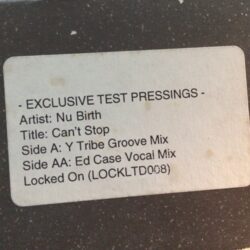 - EXCLUSIVE TEST PRESSINGS -
Artist: Nu Birth
Title: Can't Stop
Side A: Y Tribe Groove Mix
Side AA: Ed Case Vocal Mix
Locked On (LOCKLTD008)